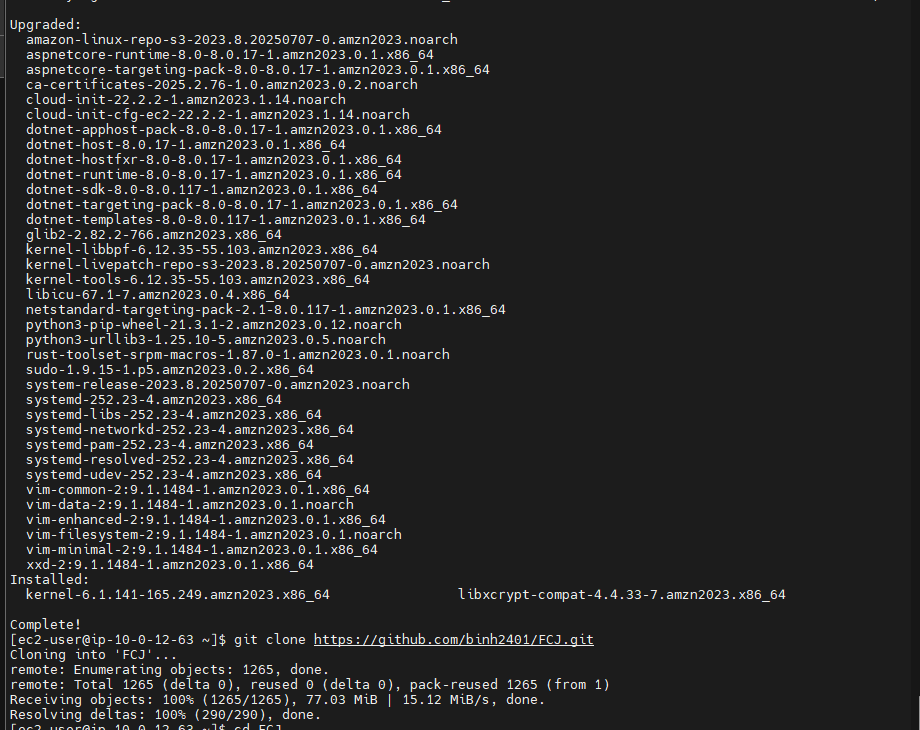 Upgraded:
amazon-linux-repo-s3-2023.8.20250707-0.amzn2023.noarch
aspnetcore-runtime-8.0-8.0.17-1.amzn2023.0.1.x86_64
aspnetcore-targeting-pack-8.0-8.0.17-1.amzn2023.0.1.x86_64
ca-certificates-2025.2.76-1.0.amzn2023.0.2.noarch
cloud-init-22.2.2-1.amzn2023.1.14.noarch
cloud-init-cfg-ec2-22.2.2-1.amzn2023.1.14.noarch
dotnet-apphost-pack-8.0-8.0.17-1.amzn2023.0.1.x86_64
dotnet-host-8.0.17-1.amzn2023.0.1.x86_64
dotnet-hostfxr-8.0-8.0.17-1.amzn2023.0.1.x86_64
dotnet-runtime-8.0-8.0.17-1.amzn2023.0.1.x86_64
dotnet-sdk-8.0-8.0.117-1.amzn2023.0.1.x86_64
dotnet-targeting-pack-8.0-8.0.17-1.amzn2023.0.1.x86_64
dotnet-templates-8.0-8.0.117-1.amzn2023.0.1.x86_64
glib2-2.82.2-766.amzn2023.x86_64
kernel-libbpf-6.12.35-55.103.amzn2023.x86_64
kernel-livepatch-repo-s3-2023.8.20250707-0.amzn2023.noarch
kernel-tools-6.12.35-55.103.amzn2023.x86_64
libicu-67.1-7.amzn2023.0.4.x86_64
netstandard-targeting-pack-2.1-8.0.117-1.amzn2023.0.1.x86_64
python3-pip-wheel-21.3.1-2.amzn2023.0.12.noarch
python3-urllib3-1.25.10-5.amzn2023.0.5.noarch
rust-toolset-srpm-macros-1.87.0-1.amzn2023.0.1.noarch
sudo-1.9.15-1.p5.amzn2023.0.2.x86_64
system-release-2023.8.20250707-0.amzn2023.noarch
systemd-252.23-4.amzn2023.x86_64
systemd-libs-252.23-4.amzn2023.x86_64
systemd-networkd-252.23-4.amzn2023.x86_64
systemd-pam-252.23-4.amzn2023.x86_64
systemd-resolved-252.23-4.amzn2023.x86_64
systemd-udev-252.23-4.amzn2023.x86_64
vim-common-2:9.1.1484-1.amzn2023.0.1.x86_64
vim-data-2:9.1.1484-1.amzn2023.0.1.noarch
vim-enhanced-2:9.1.1484-1.amzn2023.0.1.x86_64
vim-filesystem-2:9.1.1484-1.amzn2023.0.1.noarch
vim-minimal-2:9.1.1484-1.amzn2023.0.1.x86_64
xxd-2:9.1.1484-1.amzn2023.0.1.x86_64
Installed:
kernel-6.1.141-165.249.amzn2023.x86_64 libxcrypt-compat-4.4.33-7.amzn2023.x86_64
Complete!
[ec2-user@ip-10-0-12-63 ~]$ git clone https://github.com/binh2401/FCJ.git
Cloning into 'FCJ'...
remote: Enumerating objects: 1265, done.
remote: Total 1265 (delta 0), reused 0 (delta 0), pack-reused 1265 (from 1)
Receiving objects: 100% (1265/1265), 77.03 MiB | 15.12 MiB/s, done.
Resolving deltas: 100% (290/290), done.
[ec2-user@ip-10-0-12-63 ~]$ cd FCJ